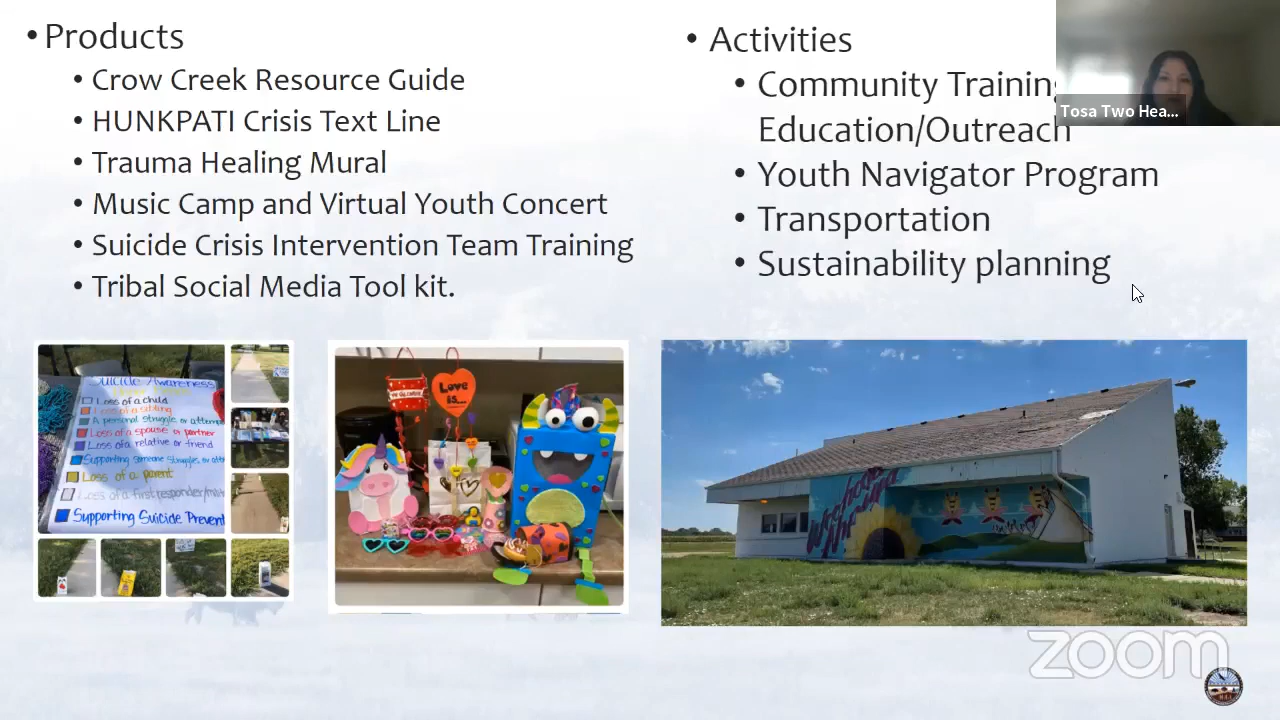 • Products
• Crow Creek Resource Guide
• HUNKPATI Crisis Text Line
• Trauma Healing Mural
• Music Camp and Virtual Youth Concert
• Suicide Crisis Intervention Team Training
• Tribal Social Media Tool kit.
• Activities
• Community Training
Education/Outreach
• Youth Navigator Program
• Transportation
• Sustainability planning
Tosa Two Hea...
Suicide Awareness
Loss of a child
Loss of a sibling
A personal struggle or attem
Loss of a spouse or partner
Loss of a relative or friend
Supporting someone struggles or att
Loss of a parent
Loss of a first responder/
Supporting Suicide Prevent
Love
is...
zoom